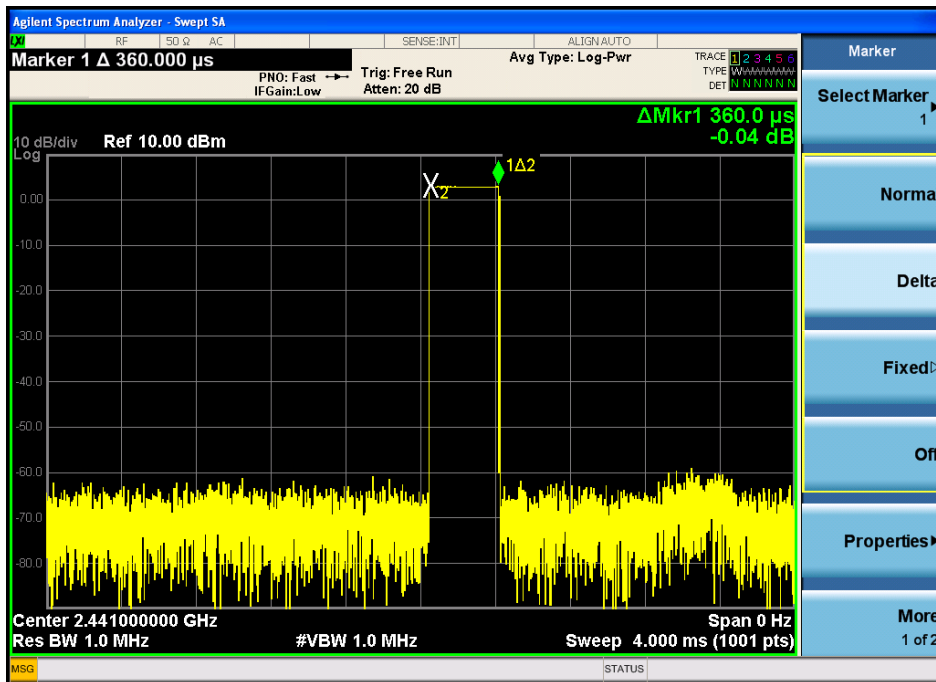 Agilent Spectrum Analyzer - Swept SA
LXI RF 50 Ω AC SENSE:INT ALIGN AUTO
Marker 1 Δ 360.000 µs
PNO: Fast
IFGain:Low
Trig: Free Run
Atten: 20 dB
Avg Type: Log-Pwr
TRACE 1 2 3 4 5 6
TYPE WWWWWW
DET N N N N N N
ΔMkr1 360.0 µs
-0.04 dB
10 dB/div Ref 10.00 dBm
Log
1Δ2
X2
0.00
-10.0
-20.0
-30.0
-40.0
-50.0
-60.0
-70.0
-80.0
Center 2.441000000 GHz Span 0 Hz
Res BW 1.0 MHz #VBW 1.0 MHz Sweep 4.000 ms (1001 pts)
MSG STATUS
Marker
Select Marker
1
Norma
Delta
Fixed
Off
Properties
More
1 of 2